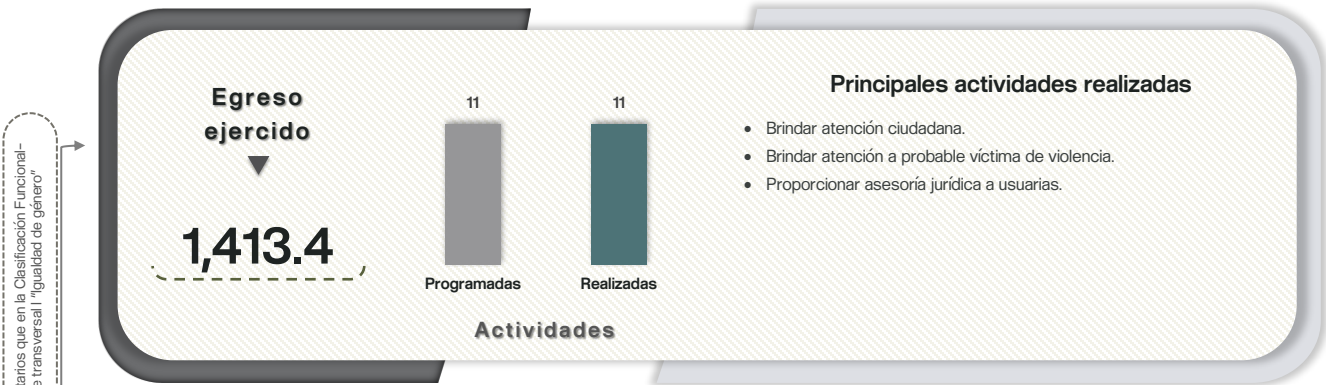 Egreso
ejercido
1,413.4
11
11
Programadas
Realizadas
Actividades
Principales actividades realizadas
• Brindar atención ciudadana.
• Brindar atención a probable víctima de violencia.
• Proporcionar asesoría jurídica a usuarias.
que en la Clasificación Funcional–
transversal I "Igualdad de género"